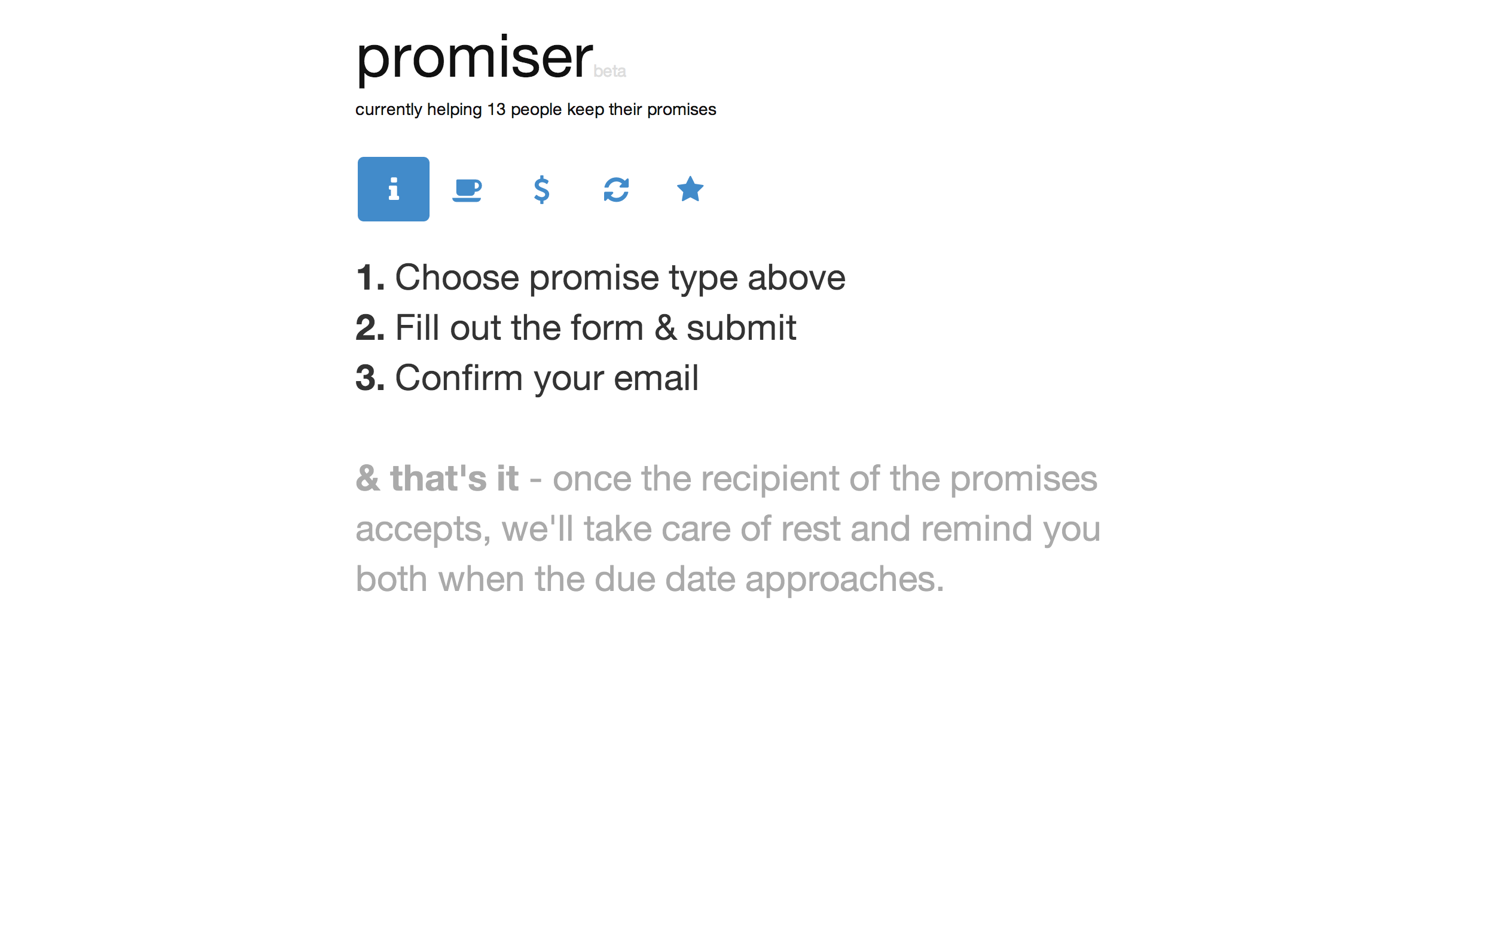 promiser beta
currently helping 13 people keep their promises
1. Choose promise type above
2. Fill out the form & submit
3. Confirm your email
& that's it - once the recipient of the promises
accepts, we'll take care of rest and remind you
both when the due date approaches.